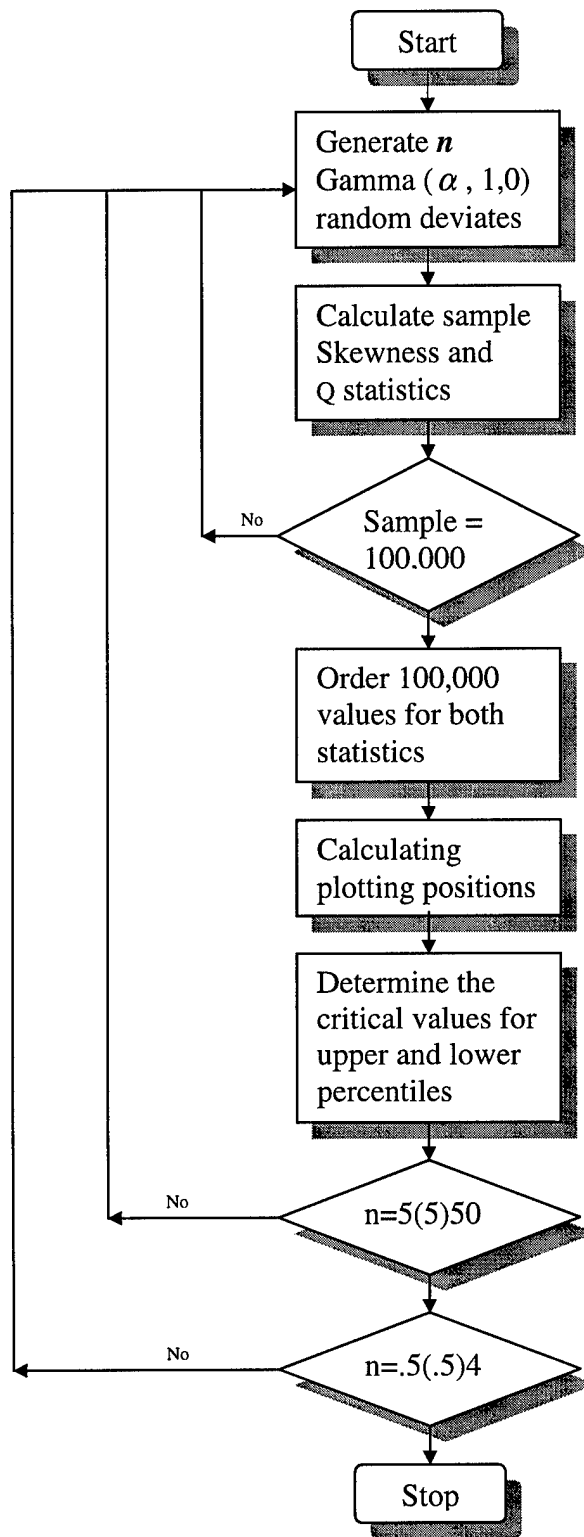 Start
Generate n
Gamma ( α , 1,0)
random deviates
Calculate sample
Skewness and
Q statistics
No
Sample =
100.000
Order 100,000
values for both
statistics
Calculating
plotting positions
Determine the
critical values for
upper and lower
percentiles
No
n=5(5)50
No
n=.5(.5)4
Stop